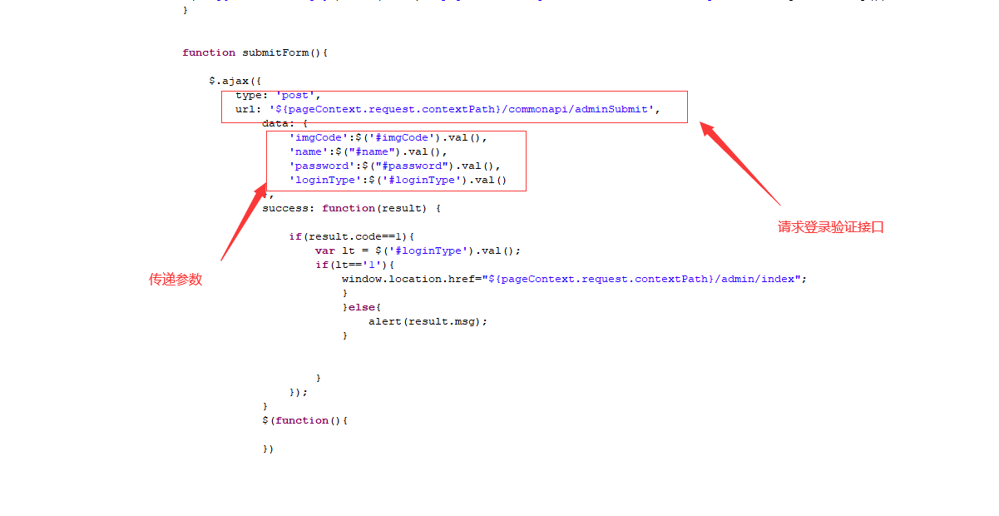 }
function submitForm(){
$.ajax({
type: 'post',
url: '${pageContext.request.contextPath}/commonapi/adminSubmit',
data: {
'imgCode':$('#imgCode').val(),
'name':$("#name").val(),
'password':$("#password").val(),
'loginType':$('#loginType').val()
},
success: function(result) {
请求登录验证接口
if(result.code==1){
var lt = $('#loginType').val();
if(lt=='1'){
传递参数
window.location.href="${pageContext.request.contextPath}/admin/index";
}
}else{
alert(result.msg);
}
}
});
}
$(function(){
})